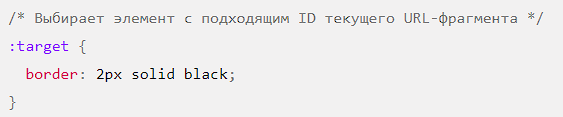 /* Выбирает элемент с подходящим ID текущего URL-фрагмента */
:target {
  border: 2px solid black;
}